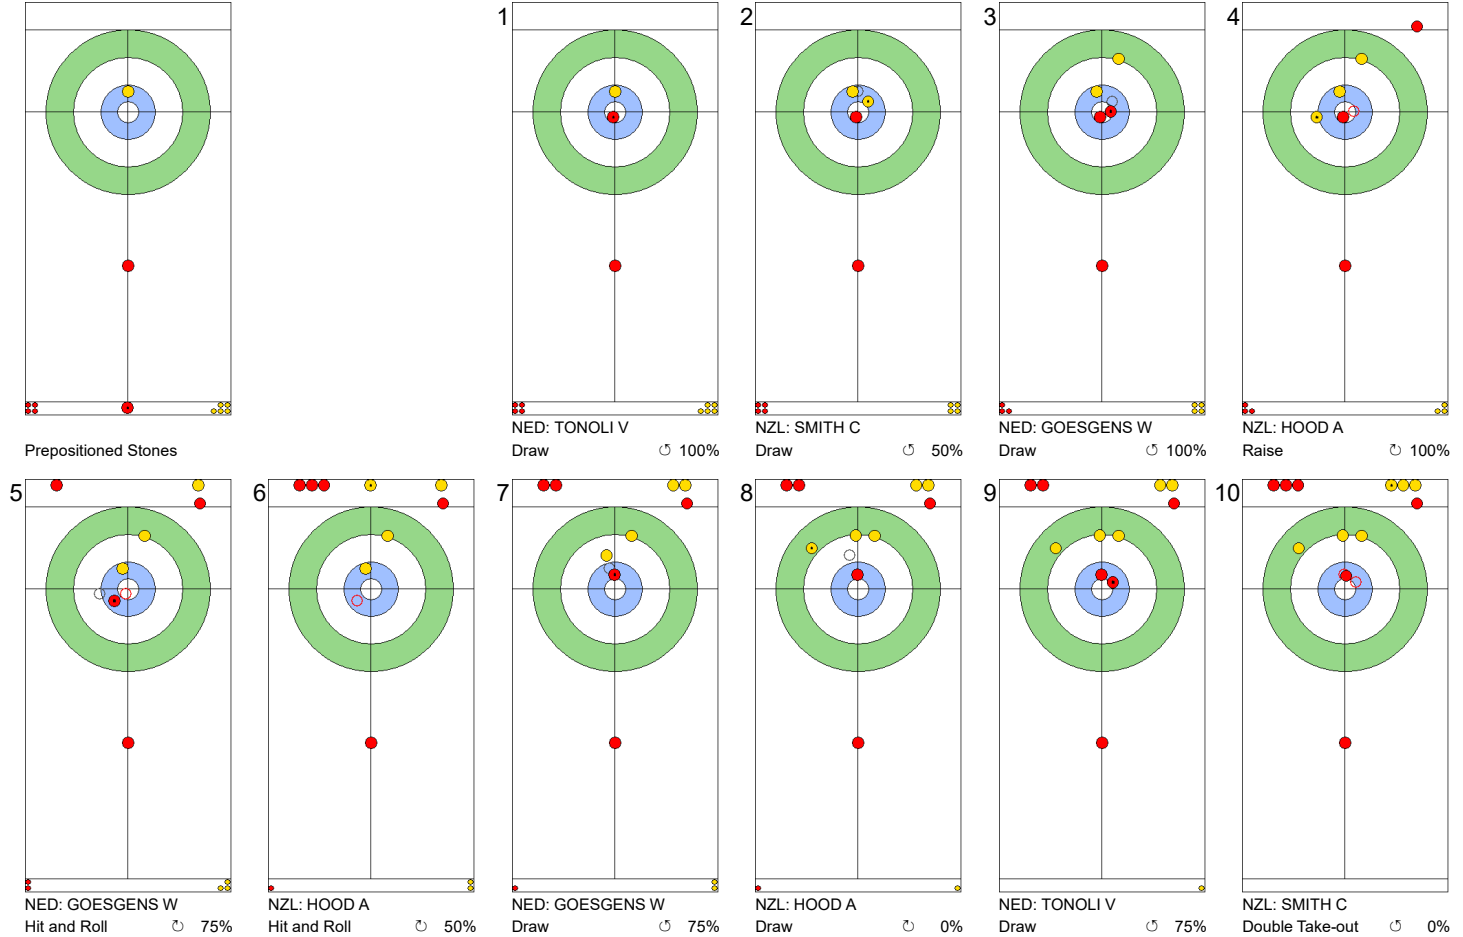 1
2
3
4
Prepositioned Stones
NED: TONOLI V
Draw 100%
NZL: SMITH C
Draw 50%
NED: GOESGENS W
Draw 100%
NZL: HOOD A
Raise 100%
5
6
7
8
9
10
NED: GOESGENS W
Hit and Roll 75%
NZL: HOOD A
Hit and Roll 50%
NED: GOESGENS W
Draw 75%
NZL: HOOD A
Draw 0%
NED: TONOLI V
Draw 75%
NZL: SMITH C
Double Take-out 0%